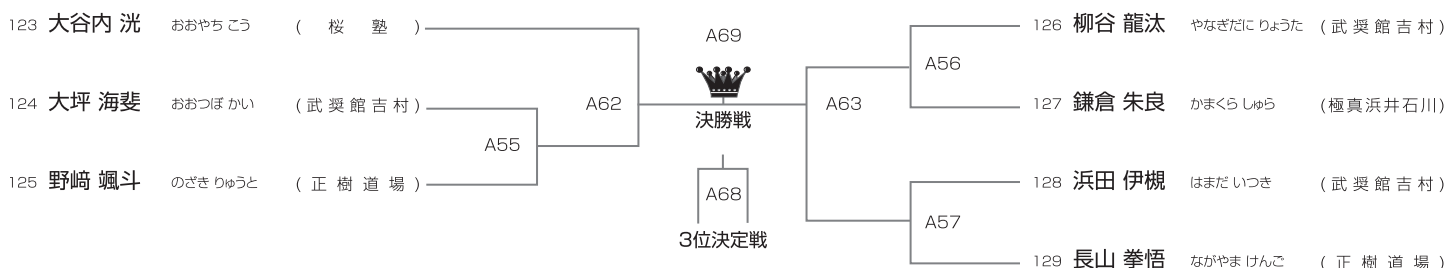 123 大谷内 洸 おおやち こう (桜塾)
124 大坪 海斐 おおつぼ かい (武奨館吉村)
125 野﨑 颯斗 のざき りゅうと (正樹道場)
A55
A62
A69
決勝戦
A68
3位決定戦
A63
A56
A57
126 柳谷 龍汰 やなぎだに りょうた (武奨館吉村)
127 鎌倉 朱良 かまくら しゅら (極真浜井石川)
128 浜田 伊槻 はまだ いつき (武奨館吉村)
129 長山 拳悟 ながやま けんご (正樹道場)